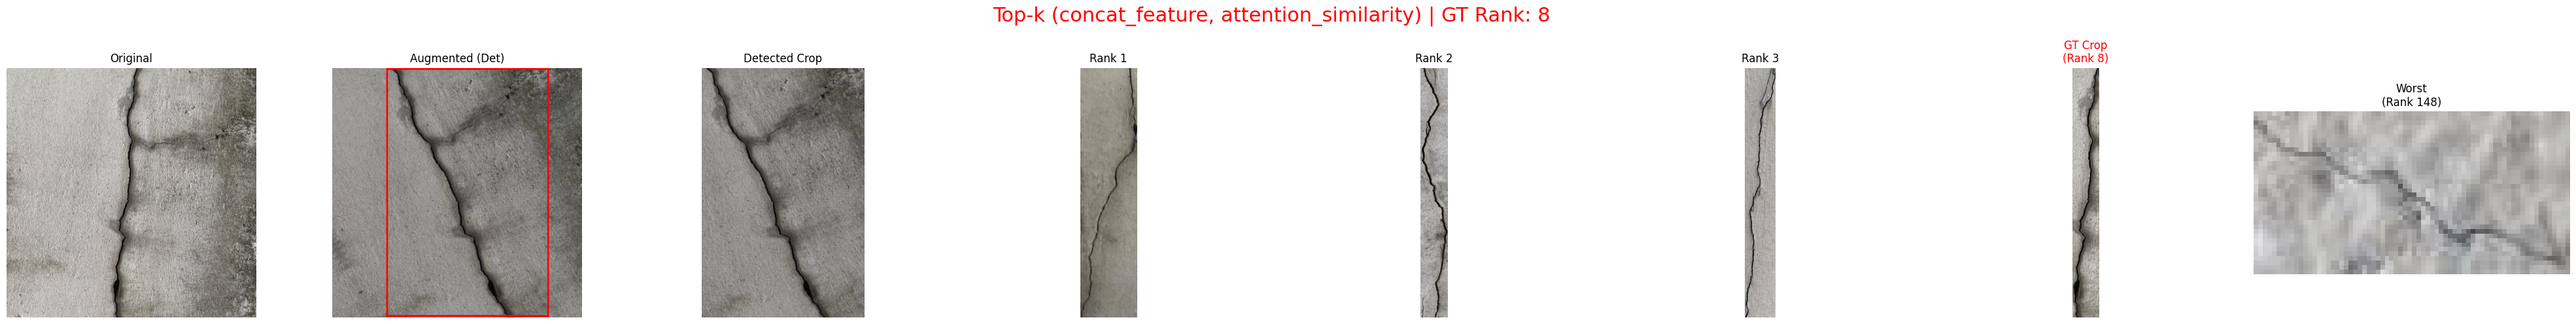 Top-k (concat_feature, attention_similarity) | GT Rank: 8
Original
Augmented (Det)
Detected Crop
Rank 1
Rank 2
Rank 3
GT Crop
(Rank 8)
Worst
(Rank 148)